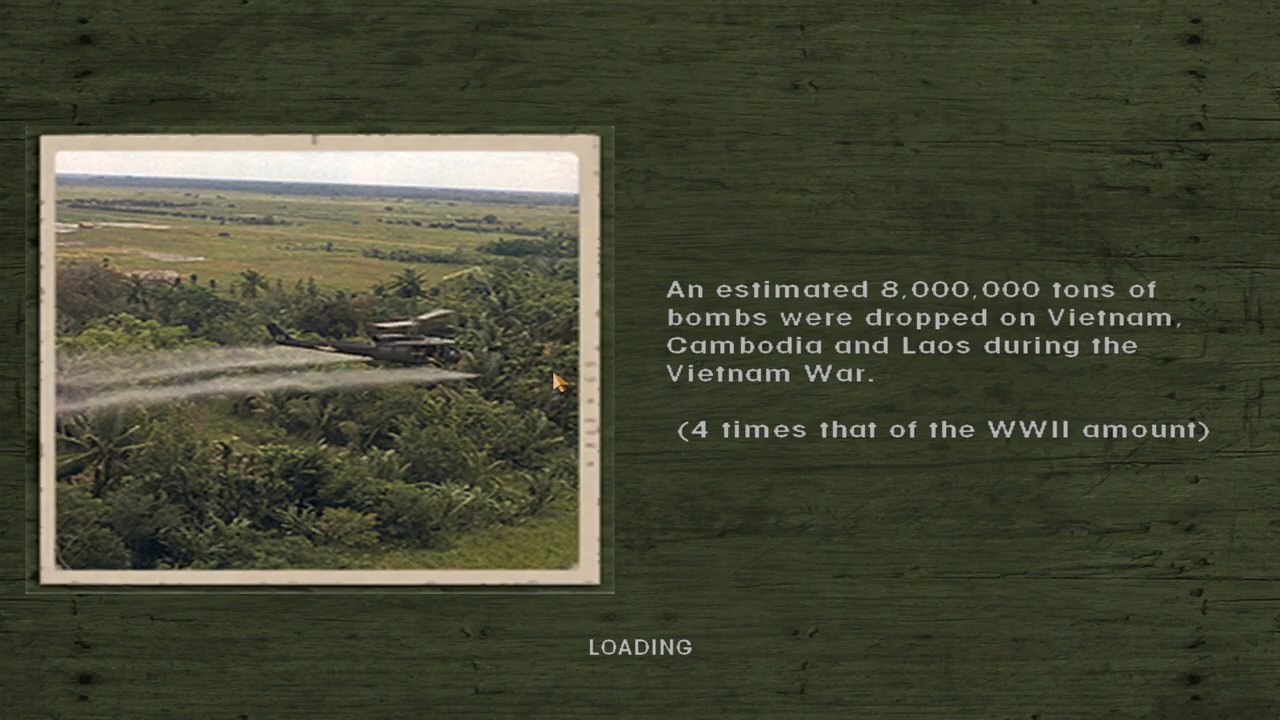 An estimated 8,000,000 tons of
bombs were dropped on Vietnam,
Cambodia and Laos during the
Vietnam War.
(4 times that of the WWII amount)
LOADING